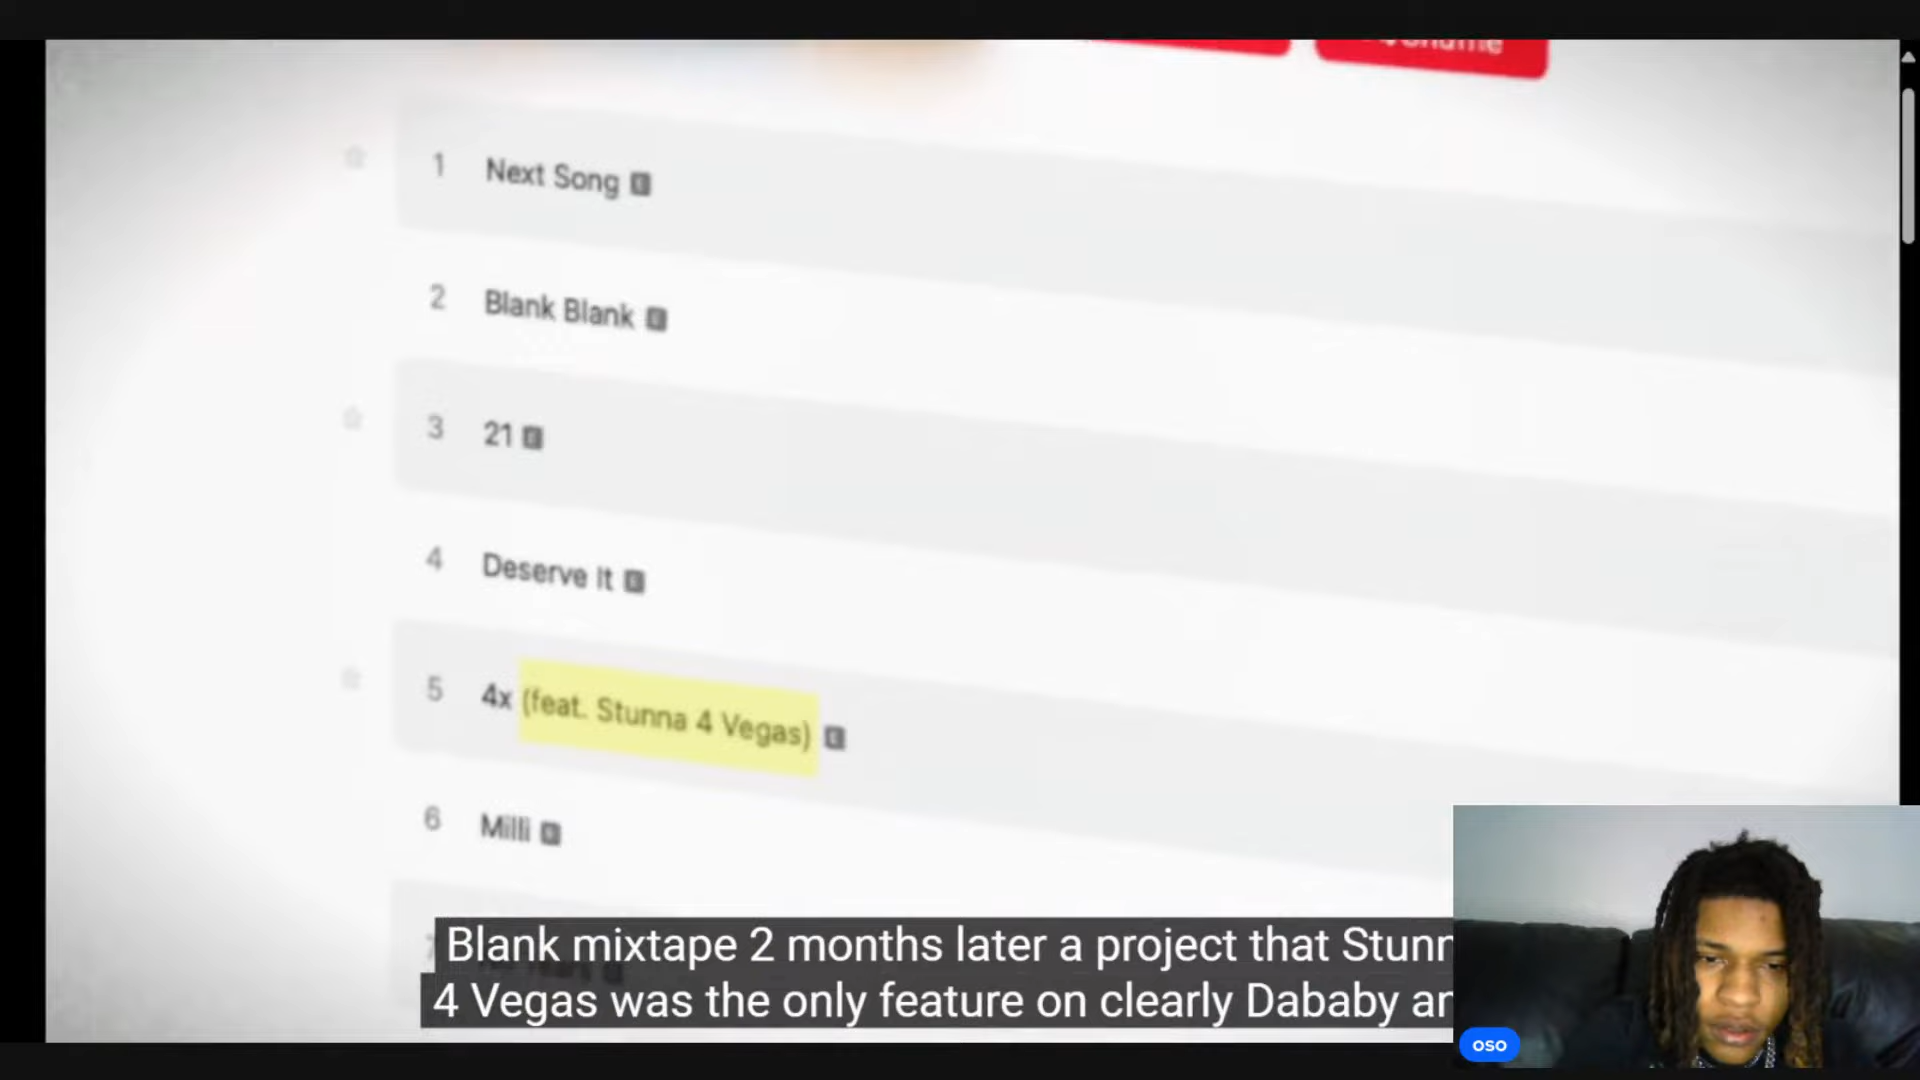 1 Next Song E
2 Blank Blank E
3 21 E
4 Deserve It E
5 4x (feat. Stunna 4 Vegas) E
6 Milli E
Blank mixtape 2 months later a project that Stunn
4 Vegas was the only feature on clearly Dababy an
oso